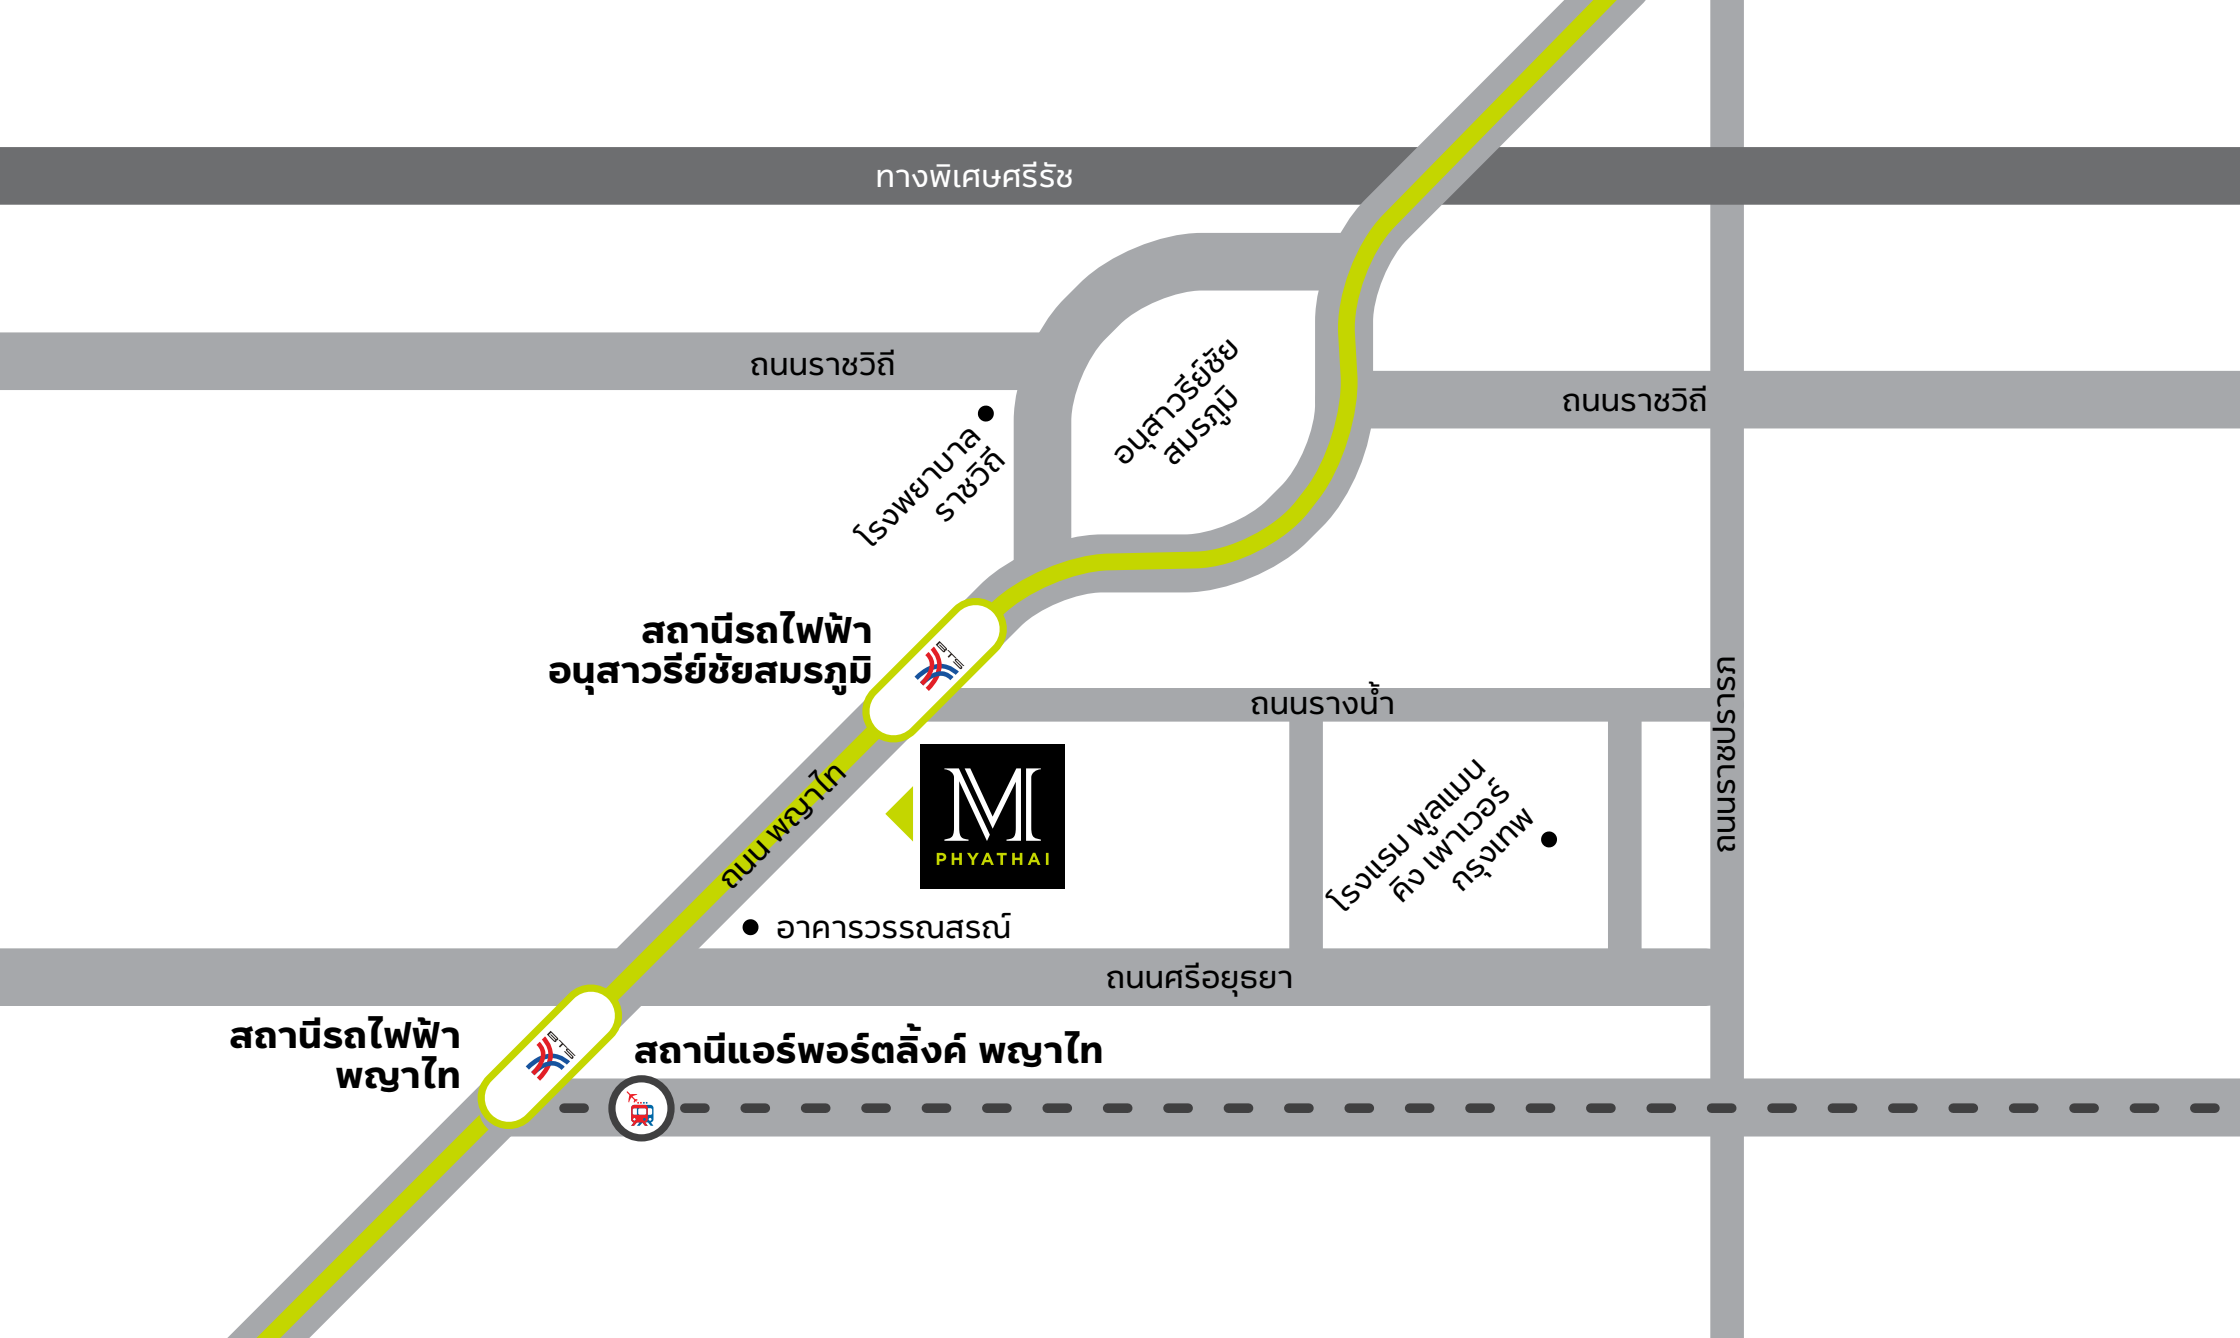 ทางพิเศษศรีรัช
ถนนราชวิถี
อนุสาวรีย์ชัย
สมรภูมิ
ถนนราชวิถี
โรงพยาบาล
ราชวิถี
สถานีรถไฟฟ้า
อนุสาวรีย์ชัยสมรภูมิ
BTS
ถนนรางน้ำ
ถนนราชปรารภ
ถนน พญาไท
M
PHYATHAI
โรงแรม พูลแมน
คิง เพาเวอร์
กรุงเทพ
อาคารวรรณสรณ์
ถนนศรีอยุธยา
สถานีรถไฟฟ้า
พญาไท
BTS
สถานีแอร์พอร์ตลิ้งค์ พญาไท